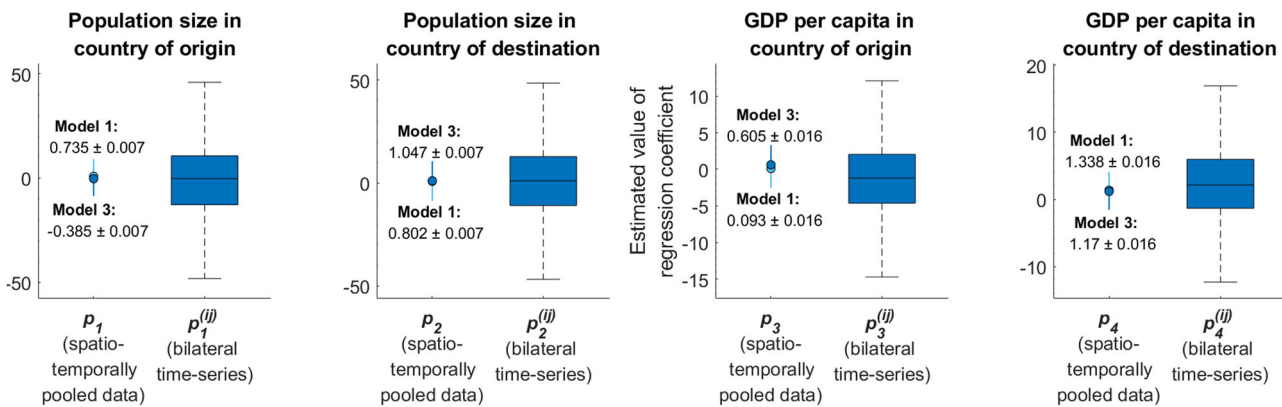 Population size in
country of origin
50
0
-50
Model 1:
0.735 ± 0.007
Model 3:
-0.385 ± 0.007
p1
(spatio-
temporally
pooled data)
p1(ij)
(bilateral
time-series)
Population size in
country of destination
50
0
-50
Model 3:
1.047 ± 0.007
Model 1:
0.802 ± 0.007
p2
(spatio-
temporally
pooled data)
p2(ij)
(bilateral
time-series)
GDP per capita in
country of origin
Estimated value of
regression coefficient
10
5
0
-5
-10
-15
Model 3:
0.605 ± 0.016
Model 1:
0.093 ± 0.016
p3
(spatio-
temporally
pooled data)
p3(ij)
(bilateral
time-series)
GDP per capita in
country of destination
20
10
0
-10
Model 1:
1.338 ± 0.016
Model 3:
1.17 ± 0.016
p4
(spatio-
temporally
pooled data)
p4(ij)
(bilateral
time-series)